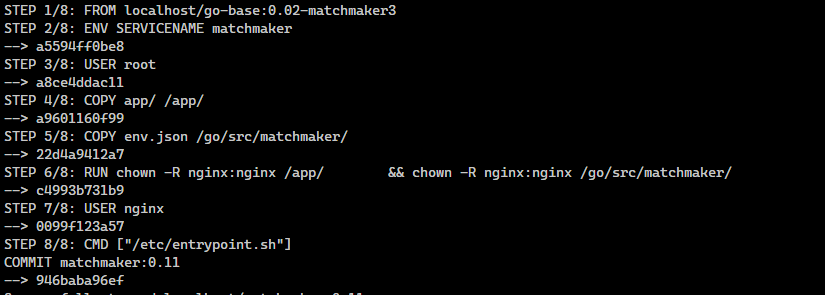 STEP 1/8: FROM localhost/go-base:0.02-matchmaker3
STEP 2/8: ENV SERVICENAME matchmaker
--> a5594ff0be8
STEP 3/8: USER root
--> a8ce4ddac11
STEP 4/8: COPY app/ /app/
--> a9601160f99
STEP 5/8: COPY env.json /go/src/matchmaker/
--> 22d4a9412a7
STEP 6/8: RUN chown -R nginx:nginx /app/        && chown -R nginx:nginx /go/src/matchmaker/
--> c4993b731b9
STEP 7/8: USER nginx
--> 0099f123a57
STEP 8/8: CMD ["/etc/entrypoint.sh"]
COMMIT matchmaker:0.11
--> 946baba96ef